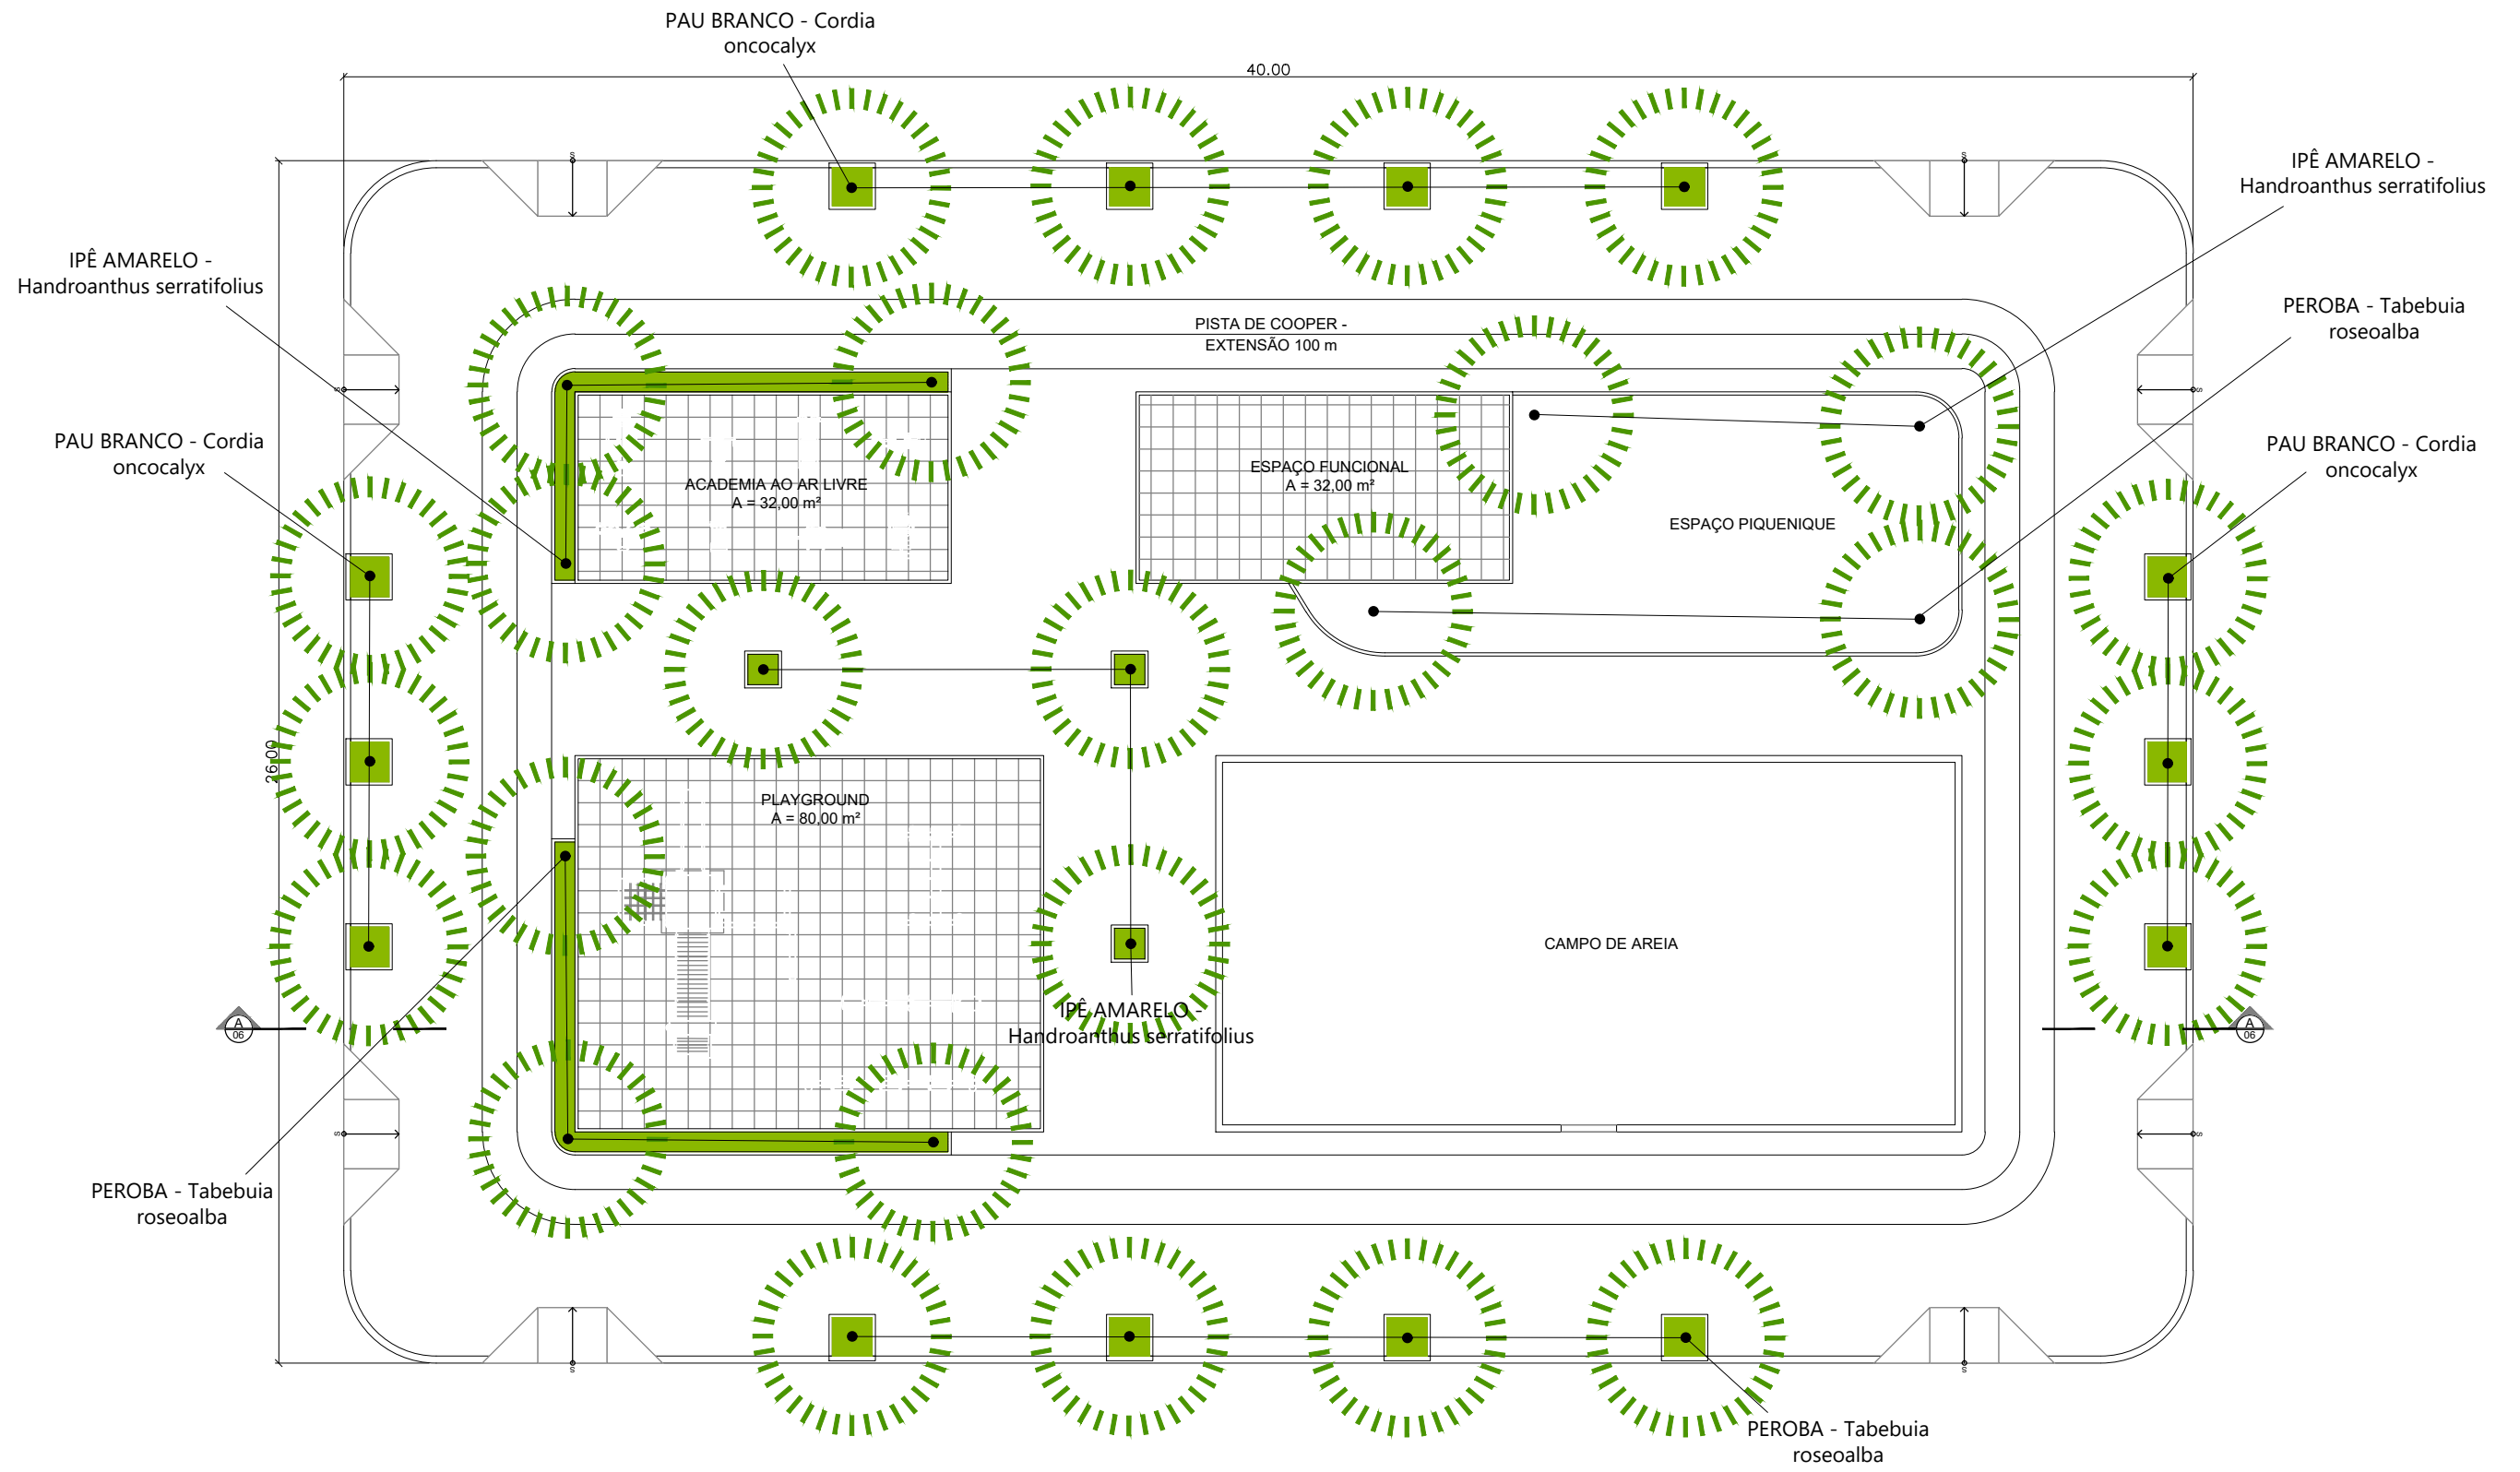 PAU BRANCO - Cordia
oncocalyx
40.00
IPÊ AMARELO -
Handroanthus serratifolius
IPÊ AMARELO -
Handroanthus serratifolius
PEROBA - Tabebuia
roseoalba
PISTA DE COOPER -
EXTENSÃO 100 m
PAU BRANCO - Cordia
oncocalyx
PAU BRANCO - Cordia
oncocalyx
ACADEMIA AO AR LIVRE
A = 32,00 m²
ESPAÇO FUNCIONAL
A = 32,00 m²
ESPAÇO PIQUENIQUE
26.00
PLAYGROUND
A = 80,00 m²
CAMPO DE AREIA
IPÊ AMARELO -
Handroanthus serratifolius
A
06
A
06
PEROBA - Tabebuia
roseoalba
PEROBA - Tabebuia
roseoalba
S
S
S
S
S
S
S
S